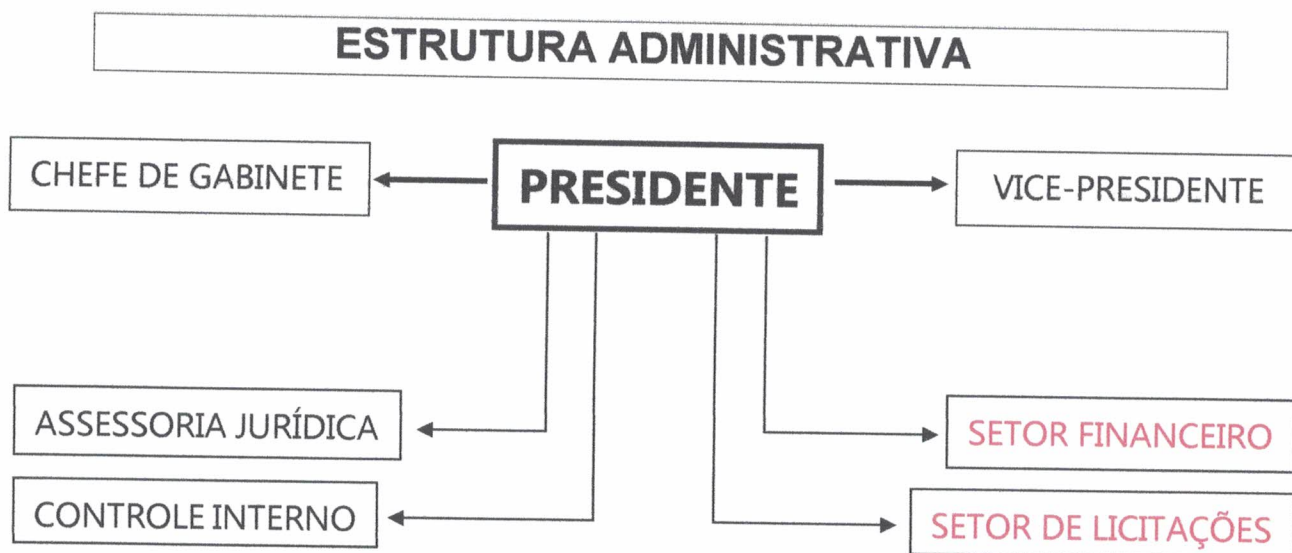 ESTRUTURA ADMINISTRATIVA
CHEFE DE GABINETE
PRESIDENTE
VICE-PRESIDENTE
ASSESSORIA JURÍDICA
SETOR FINANCEIRO
CONTROLE INTERNO
SETOR DE LICITAÇÕES